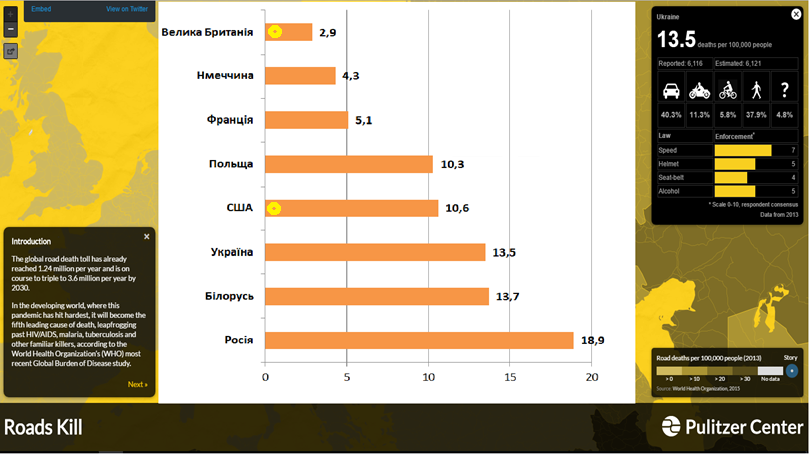 Embed
View on Twitter
Велика Британія
2,9
Нмеччина
4,3
Франція
5,1
Польща
10,3
США
10,6
Україна
13,5
Білорусь
13,7
Росія
18,9
0 5 10 15 20
Introduction
The global road death toll has already
reached 1.24 million per year and is on
course to triple to 3.6 million per year by
2030.
In the developing world, where this
pandemic has hit hardest, it will become the
fifth leading cause of death, leapfrogging
past HIV/AIDS, malaria, tuberculosis and
other familiar killers, according to the
World Health Organization's (WHO) most
recent Global Burden of Disease study.
Next »
Ukraine
13.5 deaths per 100,000 people
Reported: 6,116 Estimated: 6,121
?
40.3% 11.3% 5.8% 37.9% 4.8%
Law Enforcement*
Speed 7
Helmet 5
Seat-belt 4
Alcohol 5
* Scale 0-10, respondent consensus
Data from 2013
Road deaths per 100,000 people (2013) Story
> 0 > 10 > 20 > 30 No data
Source: World Health Organization, 2015
Roads Kill
Pulitzer Center